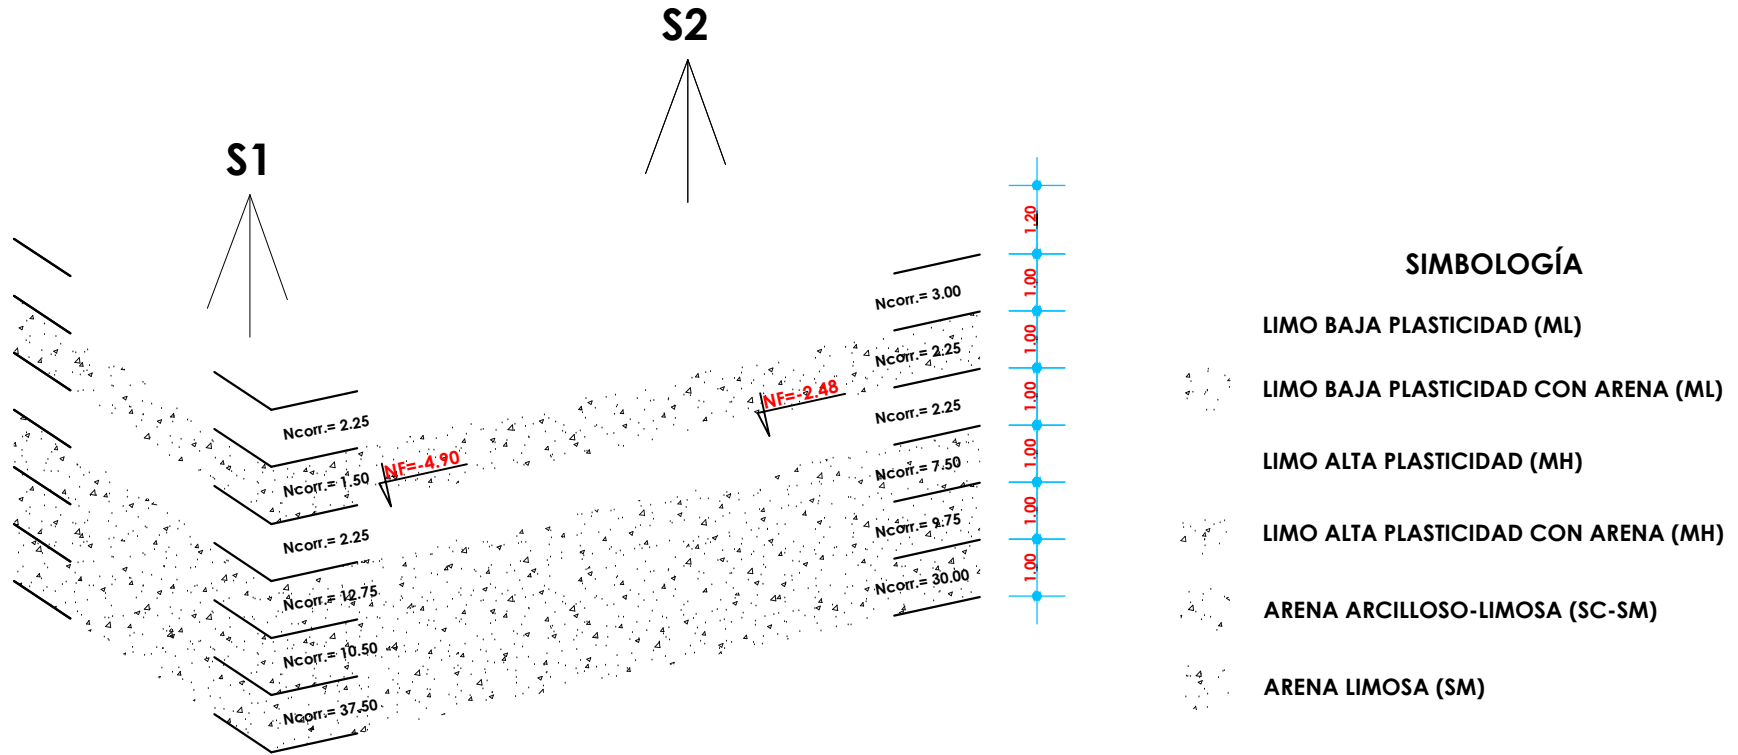 S2
S1
1.20
1.00
1.00
1.00
1.00
1.00
1.00
Ncorr.= 3.00
Ncorr.= 2.25
Ncorr.= 2.25
Ncorr.= 7.50
Ncorr.= 9.75
Ncorr.= 30.00
NF=-2.48
NF=-4.90
Ncorr.= 2.25
Ncorr.= 1.50
Ncorr.= 2.25
Ncorr.= 12.75
Ncorr.= 10.50
Ncorr.= 37.50
SIMBOLOGÍA
LIMO BAJA PLASTICIDAD (ML)
LIMO BAJA PLASTICIDAD CON ARENA (ML)
LIMO ALTA PLASTICIDAD (MH)
LIMO ALTA PLASTICIDAD CON ARENA (MH)
ARENA ARCILLOSO-LIMOSA (SC-SM)
ARENA LIMOSA (SM)